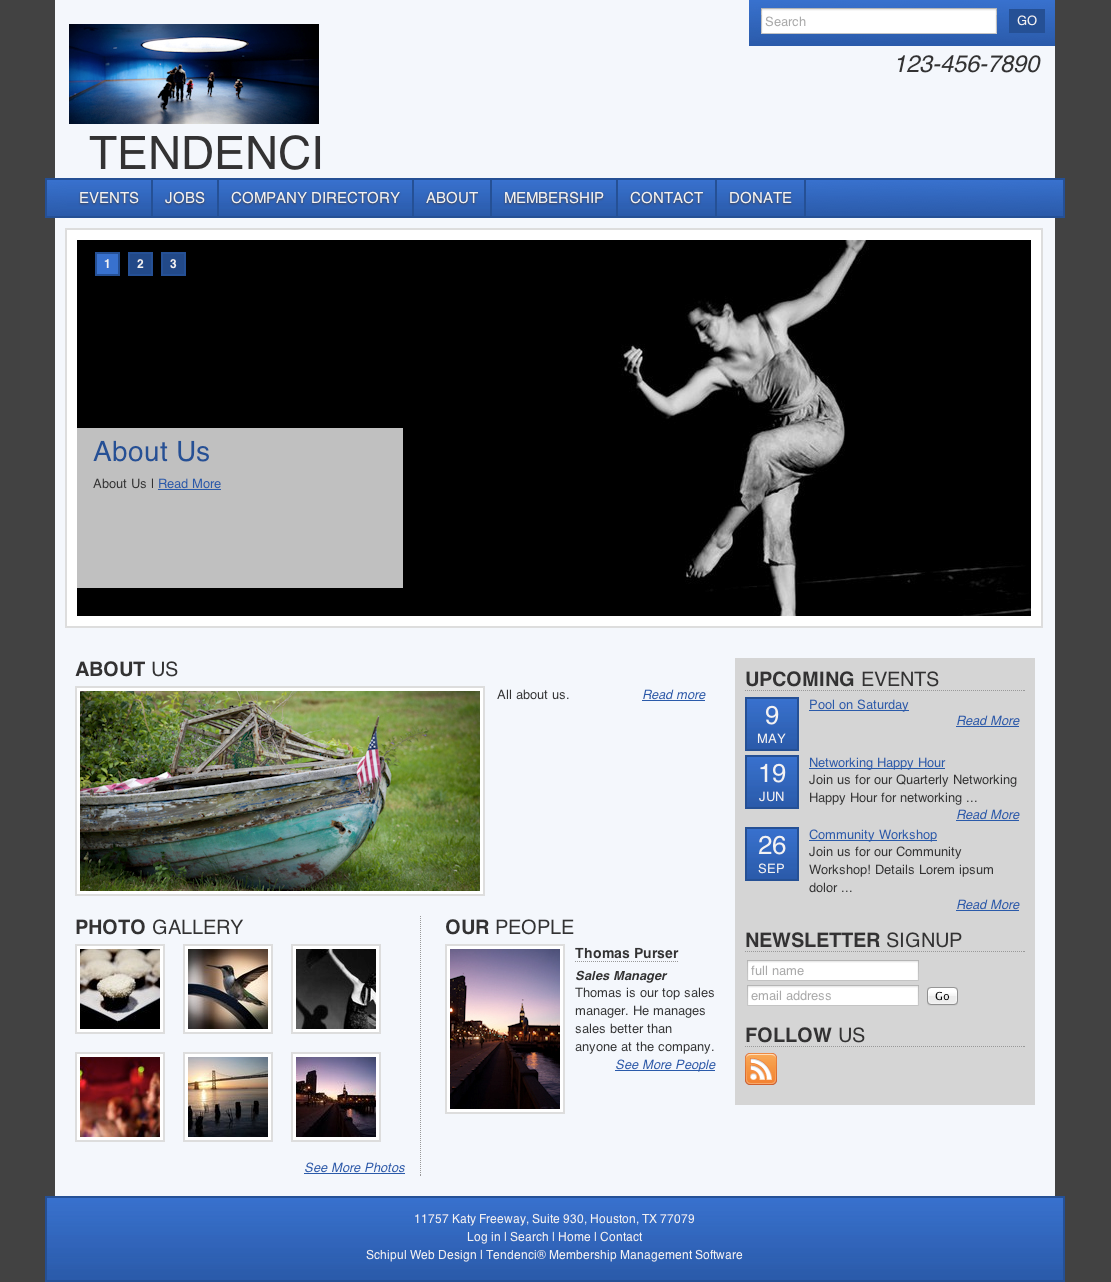 Search
GO
123-456-7890
TENDENCI
EVENTS
JOBS
COMPANY DIRECTORY
ABOUT
MEMBERSHIP
CONTACT
DONATE
1
2
3
About Us
About Us | Read More
ABOUT US
All about us.
Read more
PHOTO GALLERY
See More Photos
OUR PEOPLE
Thomas Purser
Sales Manager
Thomas is our top sales
manager. He manages
sales better than
anyone at the company.
See More People
UPCOMING EVENTS
9
MAY
Pool on Saturday
Read More
19
JUN
Networking Happy Hour
Join us for our Quarterly Networking
Happy Hour for networking ...
Read More
26
SEP
Community Workshop
Join us for our Community
Workshop! Details Lorem ipsum
dolor ...
Read More
NEWSLETTER SIGNUP
full name
email address
Go
FOLLOW US
11757 Katy Freeway, Suite 930, Houston, TX 77079
Log in | Search | Home | Contact
Schipul Web Design | Tendenci® Membership Management Software